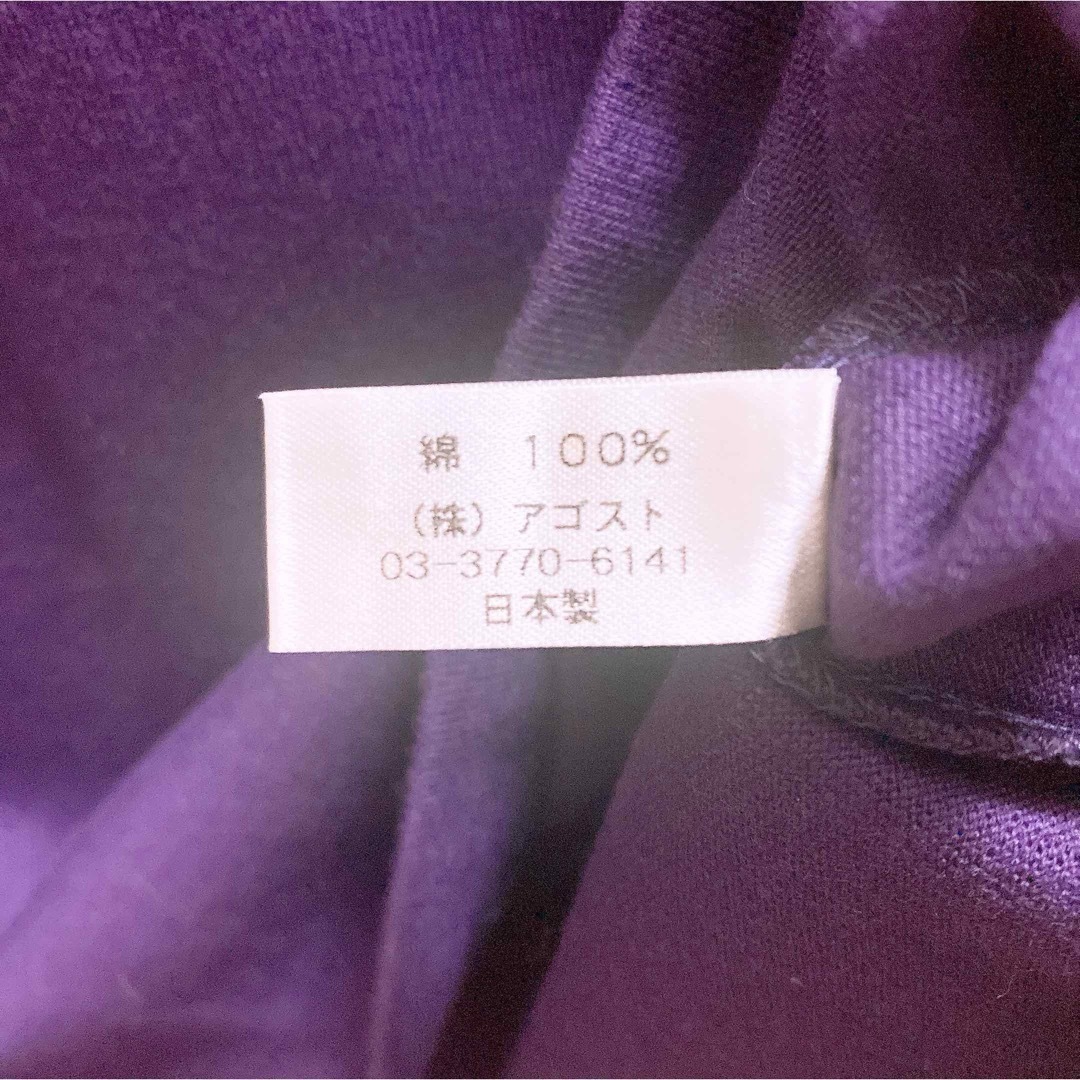 綿 100%
(株) アゴスト
03-3770-6141
日本製